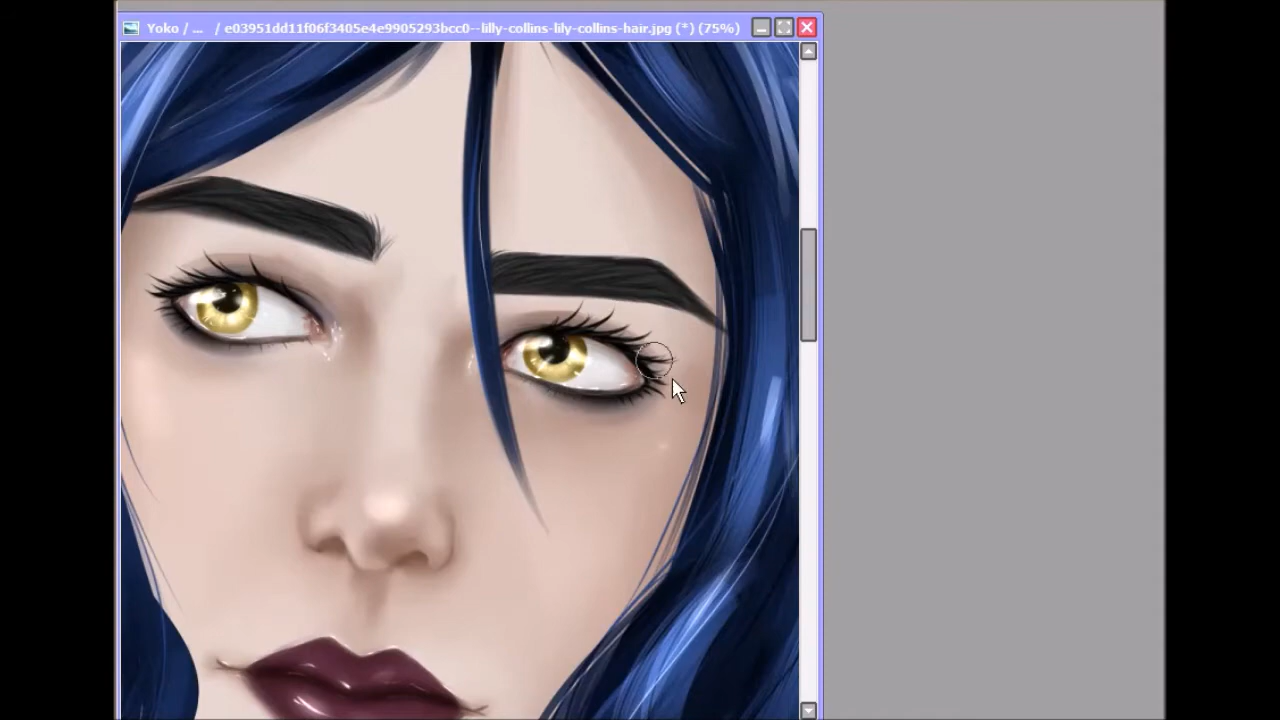 Yoko / ... / e03951dd11f06f3405e4e9905293bcc0--lilly-collins-lily-collins-hair.jpg (*) (75%)